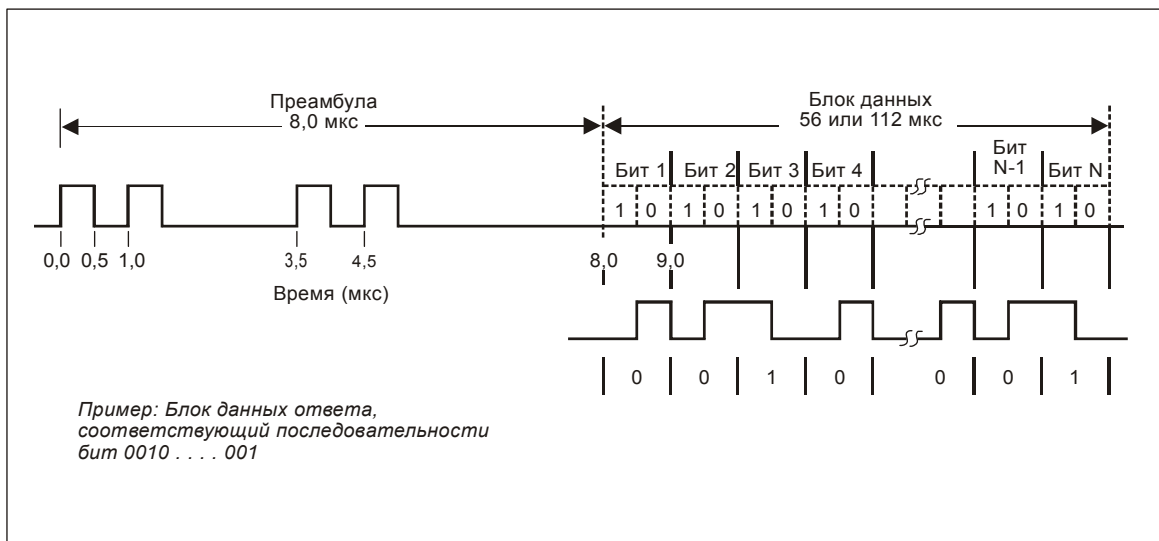 Преамбула
8,0 мкс
Блок данных
56 или 112 мкс
Бит 1 Бит 2 Бит 3 Бит 4 Бит N-1 Бит N
1 0 1 0 1 0 1 0 1 0 1 0
0,0 0,5 1,0 3,5 4,5 8,0 9,0
Время (мкс)
0 0 1 0 0 0 1
Пример: Блок данных ответа,
соответствующий последовательности
бит 0010 . . . . 001